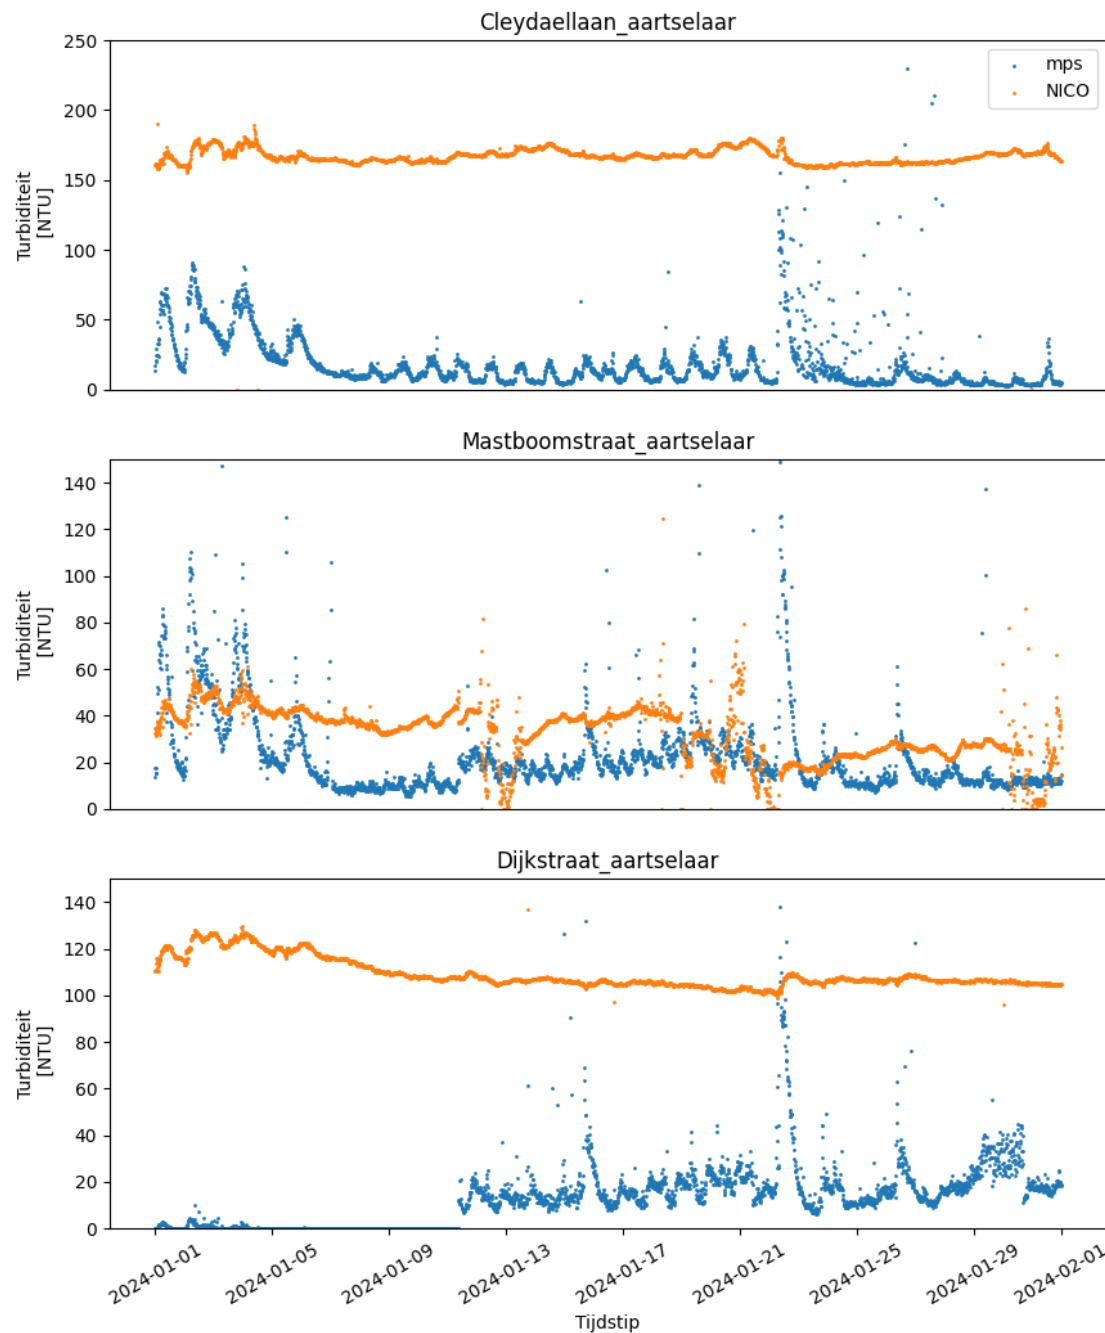 Cleydaellaan_aartselaar
250
200
150
100
50
0
Turbiditeit
[NTU]
mps
NICO
Mastboomstraat_aartselaar
140
120
100
80
60
40
20
0
Turbiditeit
[NTU]
Dijkstraat_aartselaar
140
120
100
80
60
40
20
0
Turbiditeit
[NTU]
2024-01-01
2024-01-05
2024-01-09
2024-01-13
2024-01-17
2024-01-21
2024-01-25
2024-01-29
2024-02-01
Tijdstip